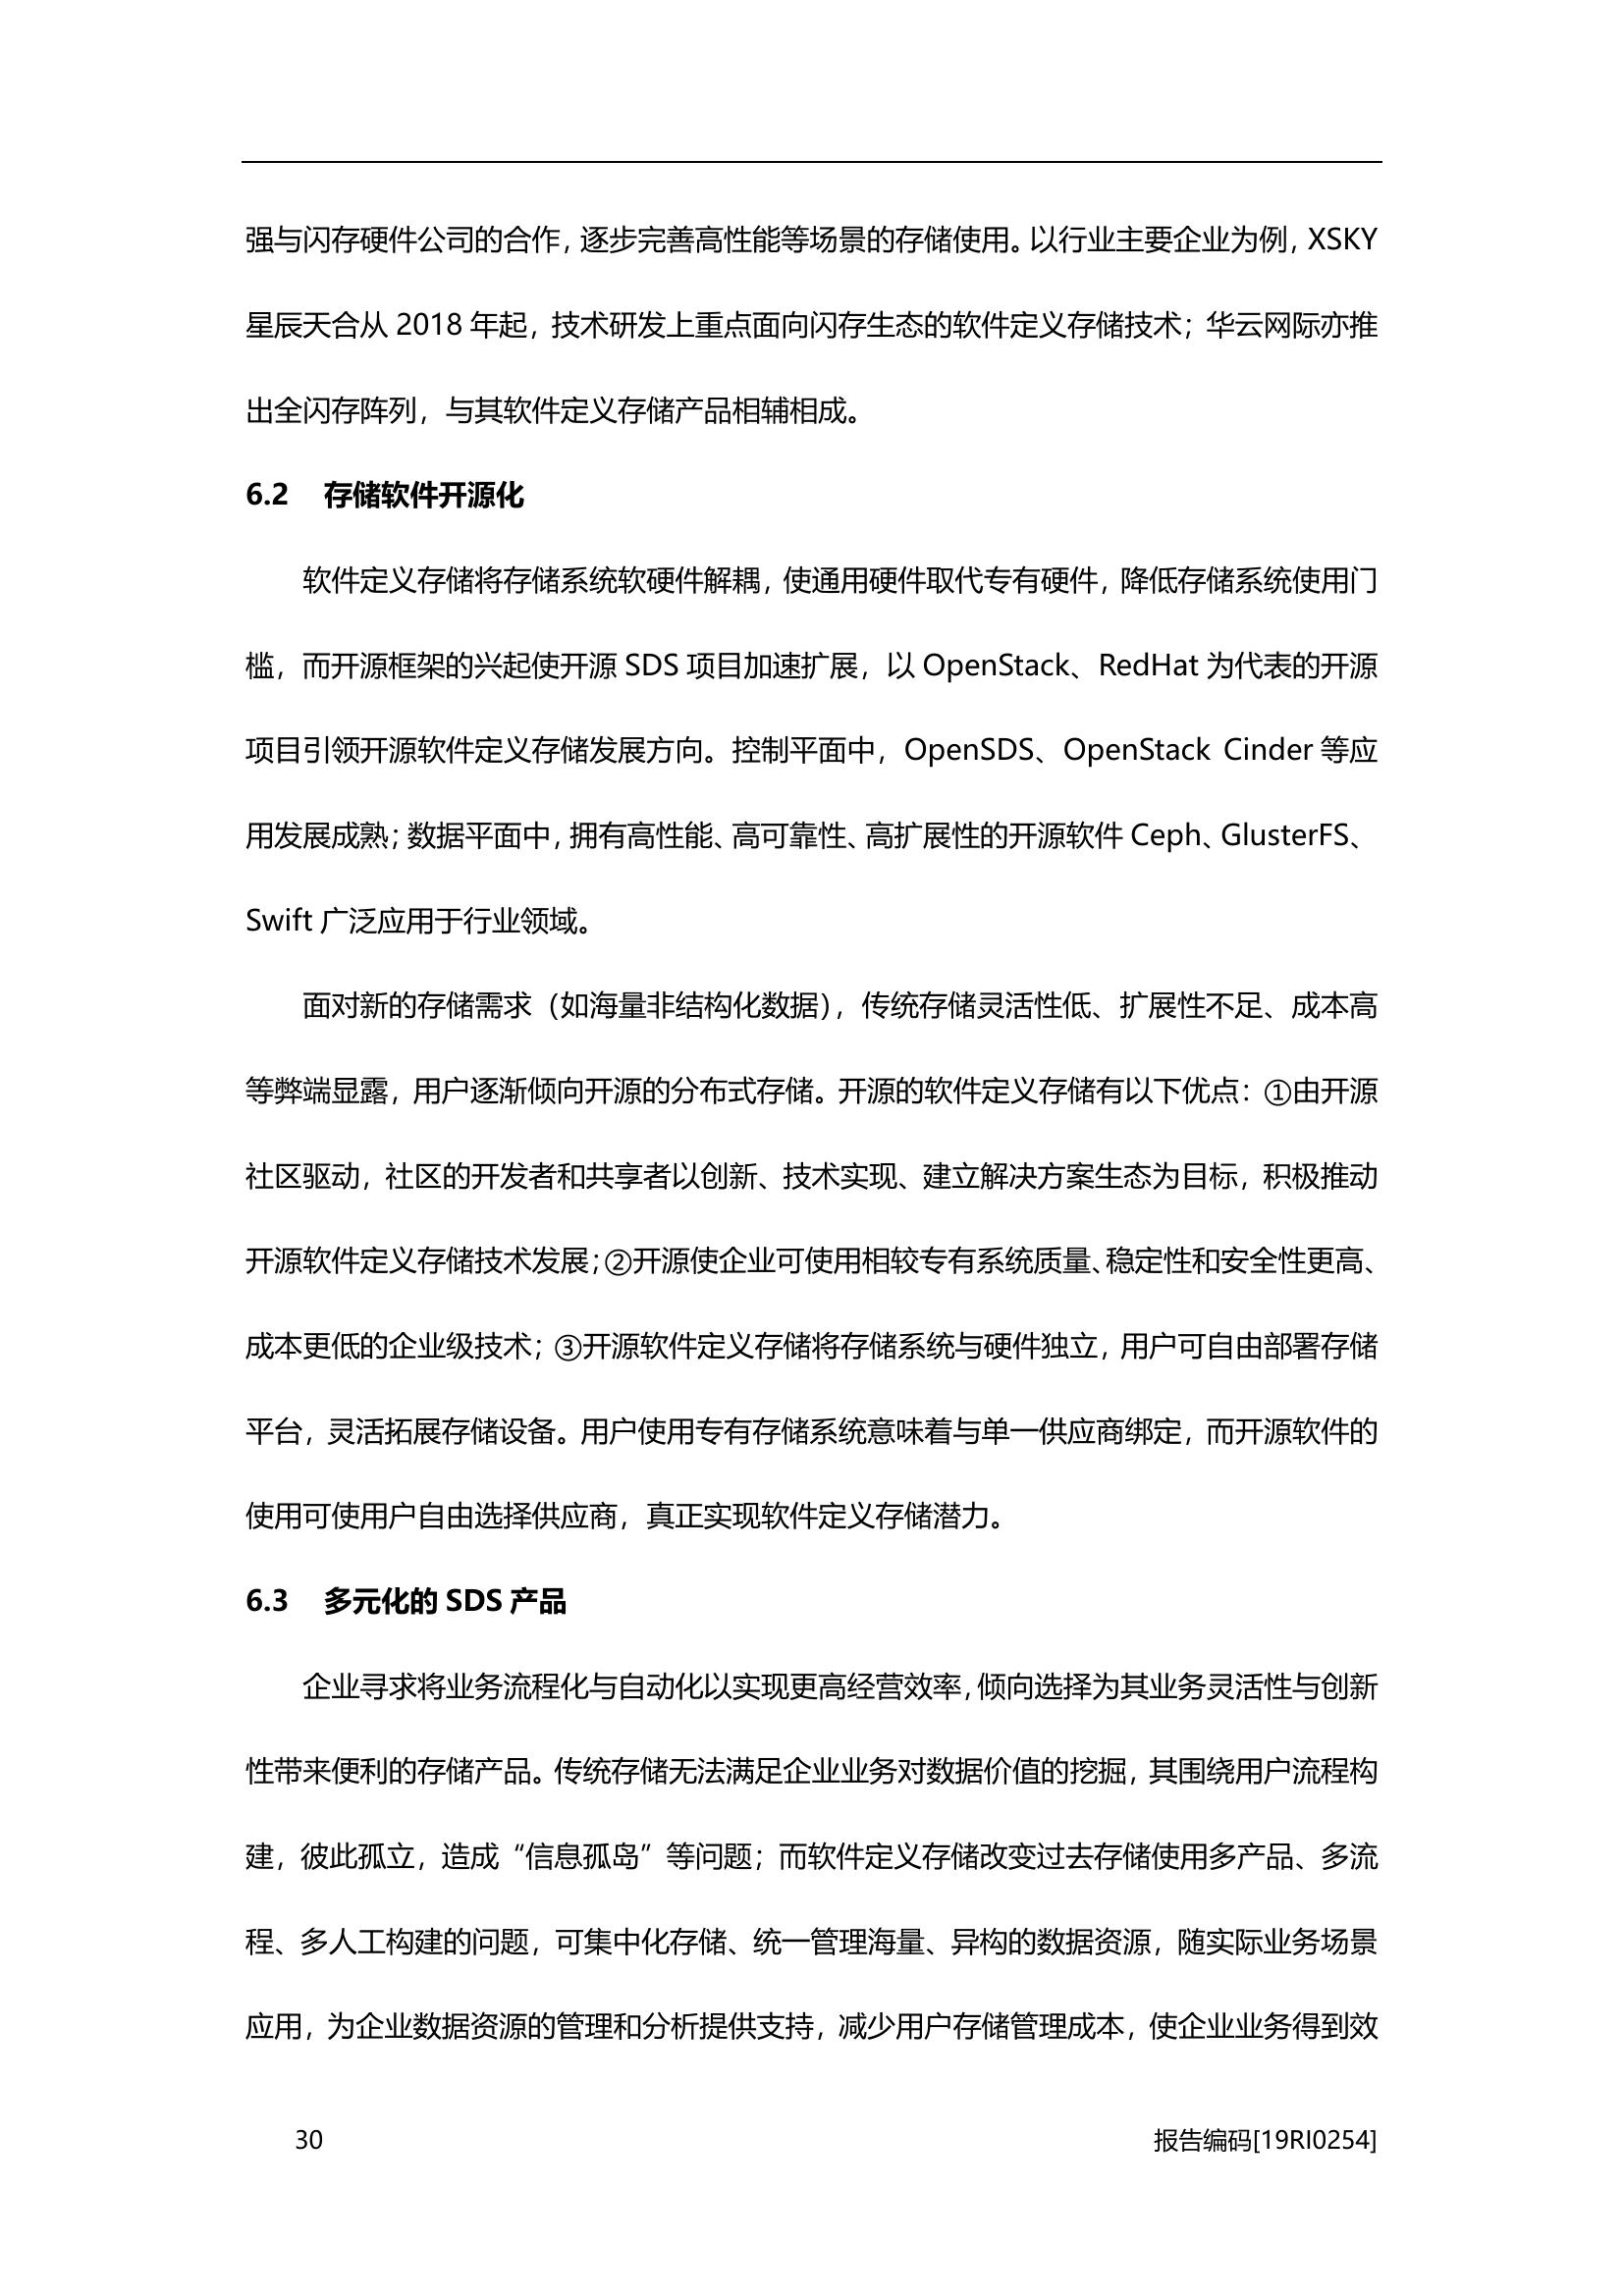 强与闪存硬件公司的合作，逐步完善高性能等场景的存储使用。以行业主要企业为例，XSKY
星辰天合从 2018 年起，技术研发上重点面向闪存生态的软件定义存储技术；华云网际亦推
出全闪存阵列，与其软件定义存储产品相辅相成。
6.2 存储软件开源化
软件定义存储将存储系统软硬件解耦，使通用硬件取代专有硬件，降低存储系统使用门
槛，而开源框架的兴起使开源 SDS 项目加速扩展，以 OpenStack、RedHat 为代表的开源
项目引领开源软件定义存储发展方向。控制平面中，OpenSDS、OpenStack Cinder 等应
用发展成熟；数据平面中，拥有高性能、高可靠性、高扩展性的开源软件 Ceph、GlusterFS、
Swift 广泛应用于行业领域。
面对新的存储需求（如海量非结构化数据），传统存储灵活性低、扩展性不足、成本高
等弊端显露，用户逐渐倾向开源的分布式存储。开源的软件定义存储有以下优点：①由开源
社区驱动，社区的开发者和共享者以创新、技术实现、建立解决方案生态为目标，积极推动
开源软件定义存储技术发展；②开源使企业可使用相较专有系统质量、稳定性和安全性更高、
成本更低的企业级技术；③开源软件定义存储将存储系统与硬件独立，用户可自由部署存储
平台，灵活拓展存储设备。用户使用专有存储系统意味着与单一供应商绑定，而开源软件的
使用可使用户自由选择供应商，真正实现软件定义存储潜力。
6.3 多元化的 SDS 产品
企业寻求将业务流程化与自动化以实现更高经营效率，倾向选择为其业务灵活性与创新
性带来便利的存储产品。传统存储无法满足企业业务对数据价值的挖掘，其围绕用户流程构
建，彼此孤立，造成“信息孤岛”等问题；而软件定义存储改变过去存储使用多产品、多流
程、多人工构建的问题，可集中化存储、统一管理海量、异构的数据资源，随实际业务场景
应用，为企业数据资源的管理和分析提供支持，减少用户存储管理成本，使企业业务得到效
30 报告编码[19RI0254]